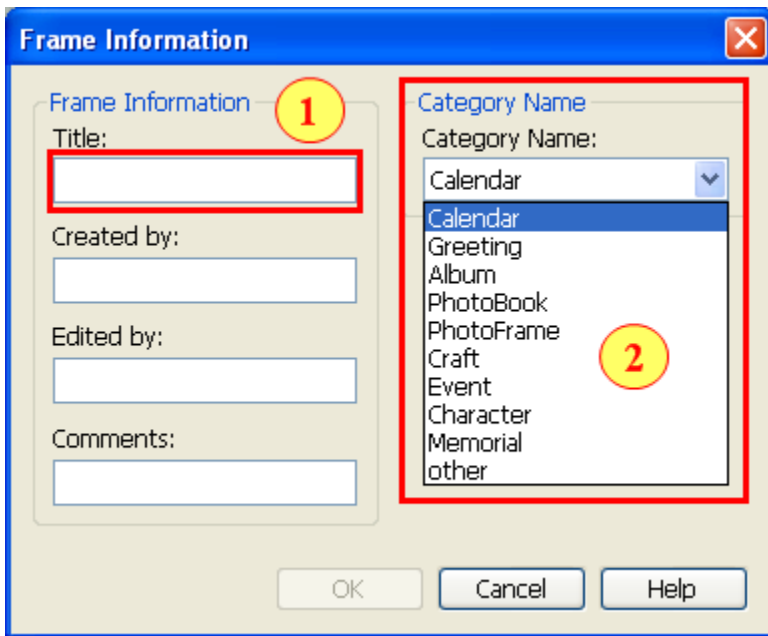 Frame Information
Frame Information
1
Title:
Created by:
Edited by:
Comments:
Category Name
Category Name:
Calendar
Calendar
Greeting
Album
PhotoBook
PhotoFrame
Craft
Event
Character
Memorial
other
2
OK
Cancel
Help